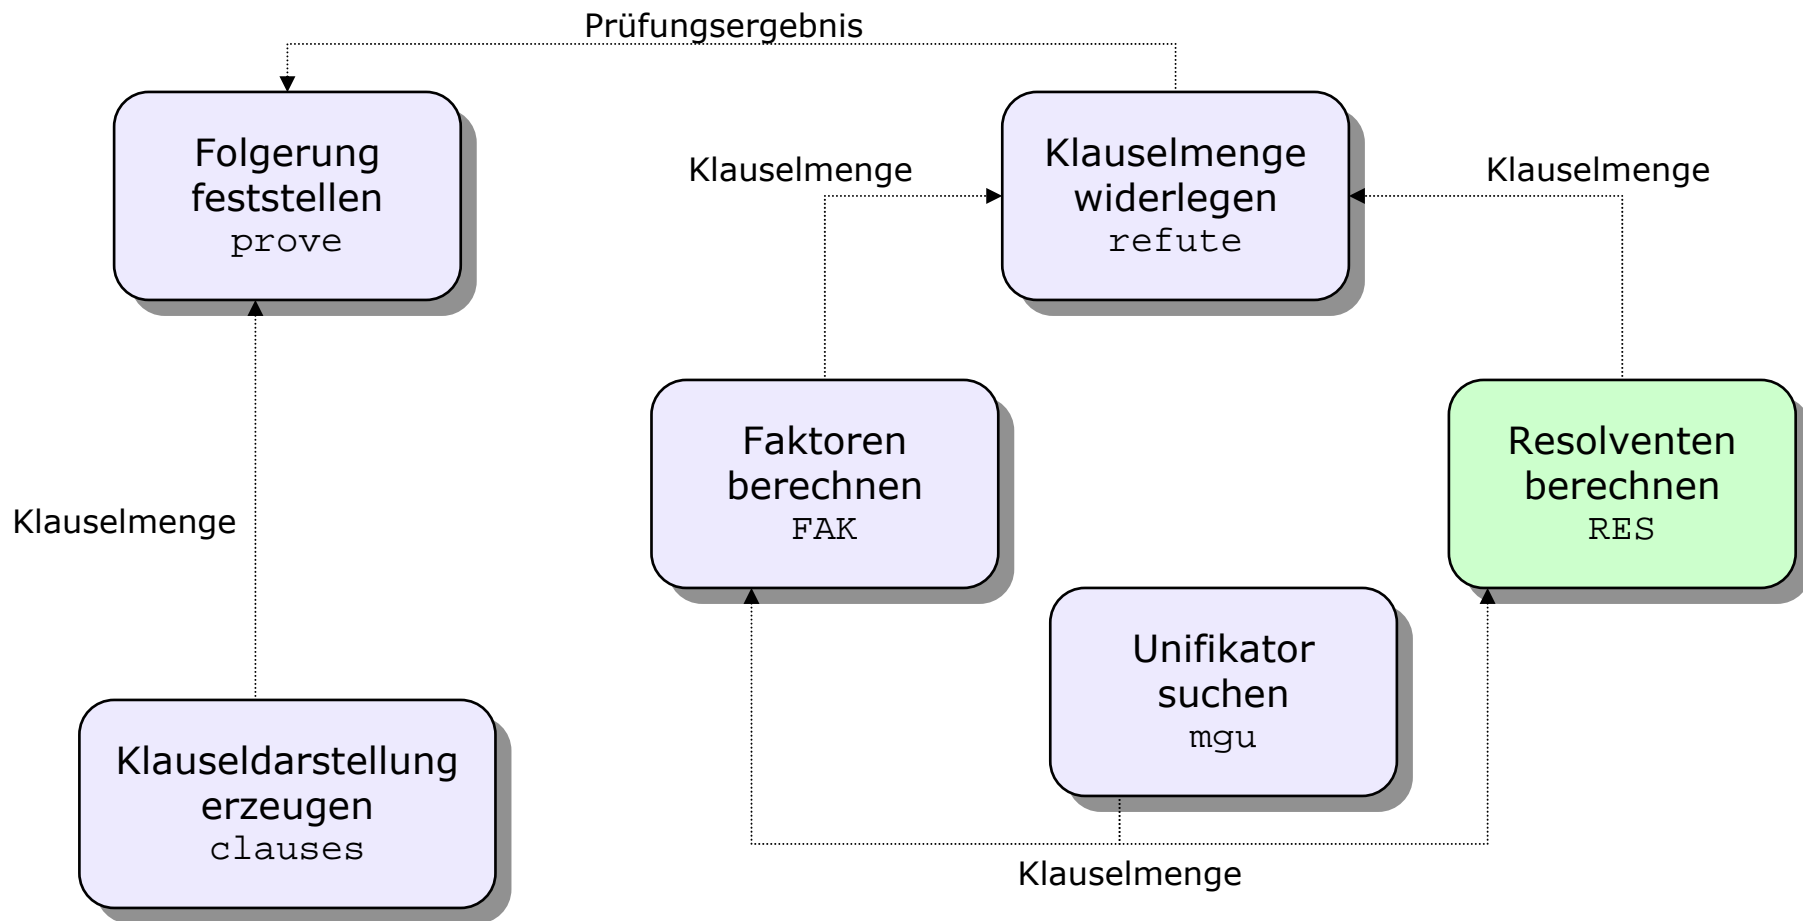 Prüfungsergebnis
Folgerung
feststellen
prove
Klauselmenge
widerlegen
refute
Klauselmenge
Klauselmenge
Faktoren
berechnen
FAK
Resolventen
berechnen
RES
Klauselmenge
Unifikator
suchen
mgu
Klauseldarstellung
erzeugen
clauses
Klauselmenge